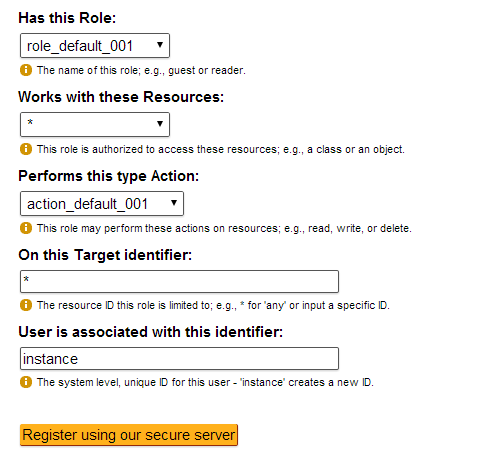 Has this Role:
role_default_001
The name of this role; e.g., guest or reader.
Works with these Resources:
*
This role is authorized to access these resources; e.g., a class or an object.
Performs this type Action:
action_default_001
This role may perform these actions on resources; e.g., read, write, or delete.
On this Target identifier:
*
The resource ID this role is limited to; e.g., * for 'any' or input a specific ID.
User is associated with this identifier:
instance
The system level, unique ID for this user - 'instance' creates a new ID.
Register using our secure server